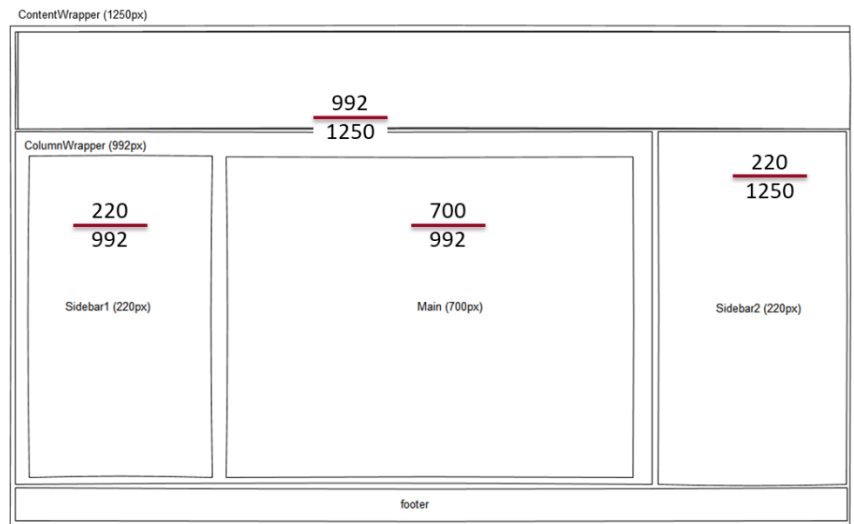 ContentWrapper (1250px)
992
1250
ColumnWrapper (992px)
220
992
700
992
220
1250
Sidebar1 (220px)
Main (700px)
Sidebar2 (220px)
footer